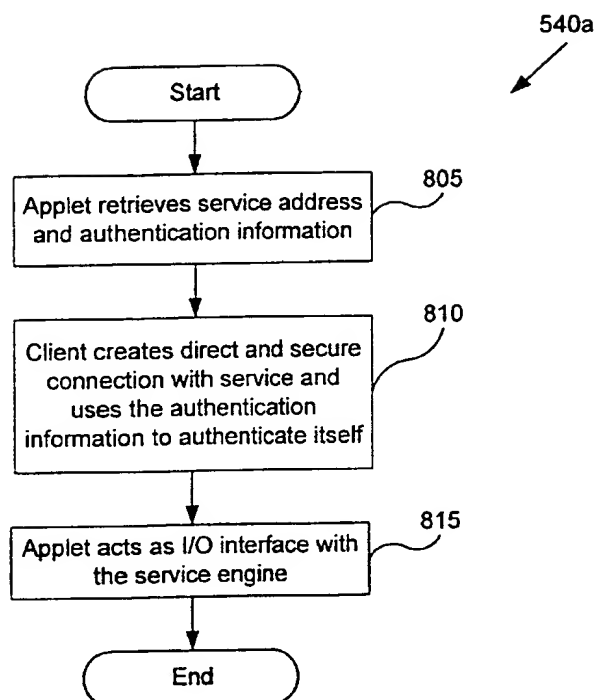 540a
Start
805
Applet retrieves service address
and authentication information
810
Client creates direct and secure
connection with service and
uses the authentication
information to authenticate itself
815
Applet acts as I/O interface with
the service engine
End